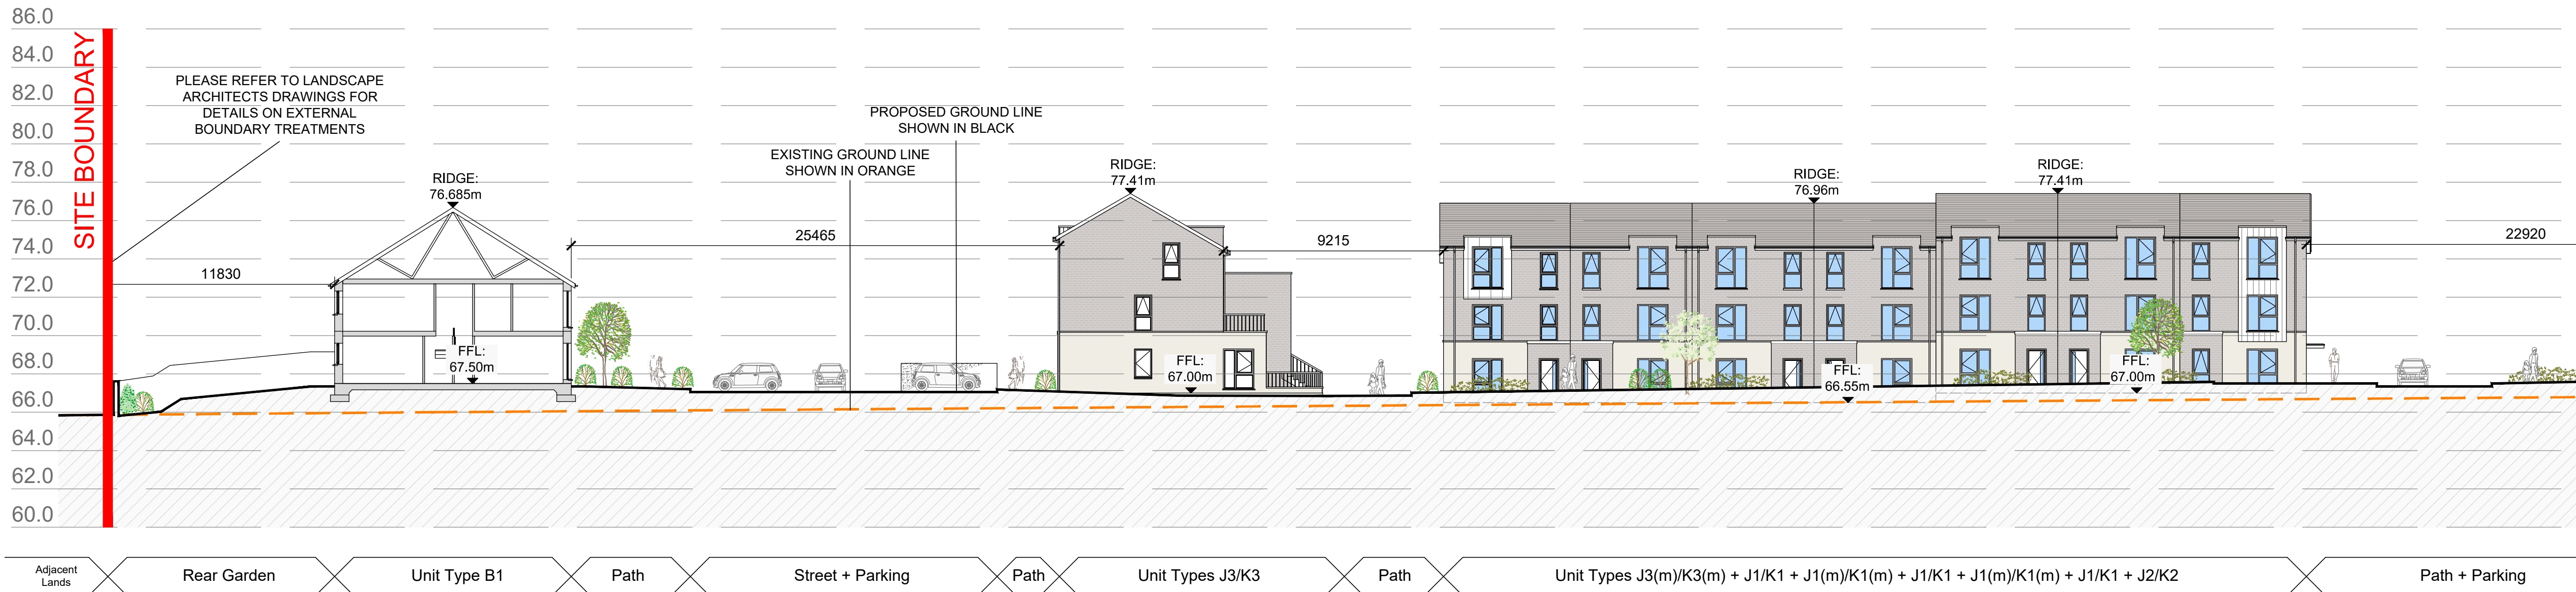 86.0
84.0
82.0
80.0
78.0
76.0
74.0
72.0
70.0
68.0
66.0
64.0
62.0
60.0
SITE BOUNDARY
PLEASE REFER TO LANDSCAPE
ARCHITECTS DRAWINGS FOR
DETAILS ON EXTERNAL
BOUNDARY TREATMENTS
11830
RIDGE:
76.685m
FFL:
67.50m
25465
EXISTING GROUND LINE
SHOWN IN ORANGE
PROPOSED GROUND LINE
SHOWN IN BLACK
RIDGE:
77.41m
FFL:
67.00m
9215
RIDGE:
76.96m
FFL:
66.55m
RIDGE:
77.41m
FFL:
67.00m
22920
Adjacent
Lands
Rear Garden
Unit Type B1
Path
Street + Parking
Path
Unit Types J3/K3
Path
Unit Types J3(m)/K3(m) + J1/K1 + J1(m)/K1(m) + J1/K1 + J1(m)/K1(m) + J1/K1 + J2/K2
Path + Parking